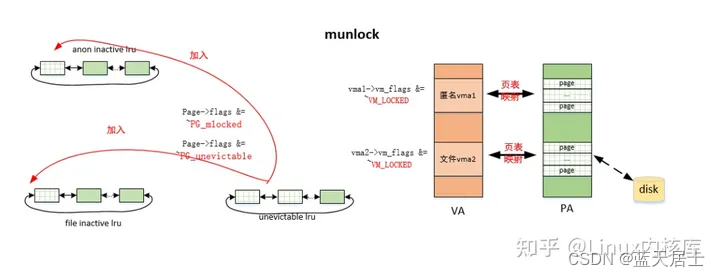 munlock
anon inactive lru
加入
Page->flags &=
~PG_mlocked
加入
Page->flags &=
~PG_unevictable
file inactive lru
unevictable lru
vma1->vm_flags &=
~VM_LOCKED
匿名vma1
页表
映射
page
...
page
vma2->vm_flags &=
~VM_LOCKED
文件vma2
页表
映射
page
...
page
disk
VA
PA
知乎 @Linux内核库
CSDN @蓝天居士